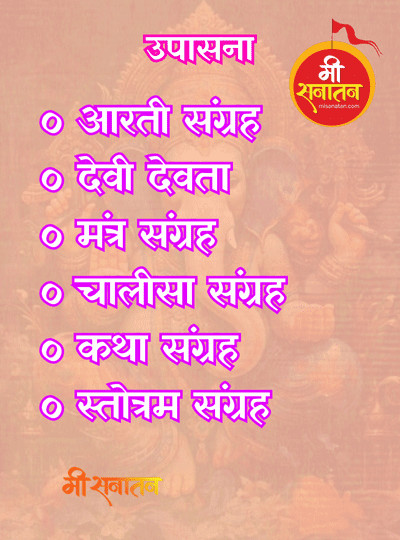 उपासना
मी
सनातन
misanatan.com
० आरती संग्रह
० देवी देवता
० मंत्र संग्रह
० चालीसा संग्रह
० कथा संग्रह
० स्तोत्रम संग्रह
मी सनातन